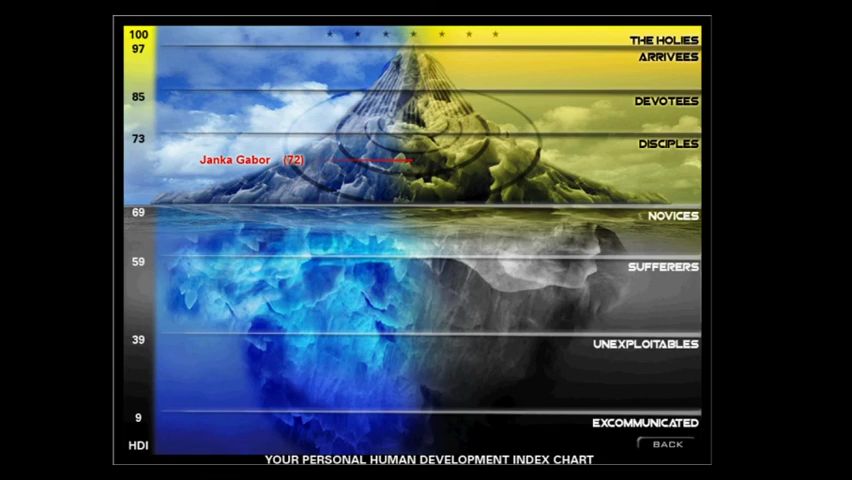 100
THE HOLIES
97
ARRIVEES
85
DEVOTEES
73
DISCIPLES
Janka Gabor (72)
69
NOVICES
59
SUFFERERS
39
UNEXPLOITABLES
9
EXCOMMUNICATED
HDI
BACK
YOUR PERSONAL HUMAN DEVELOPMENT INDEX CHART